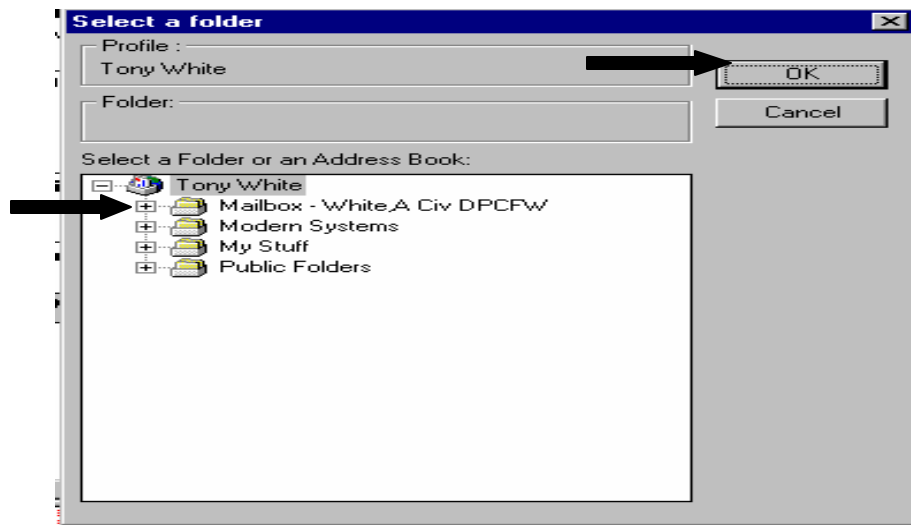 Select a folder
Profile :
Tony White
OK
Folder:
Cancel
Select a Folder or an Address Book:
Tony White
Mailbox - White,A Civ DPCFW
Modern Systems
My Stuff
Public Folders